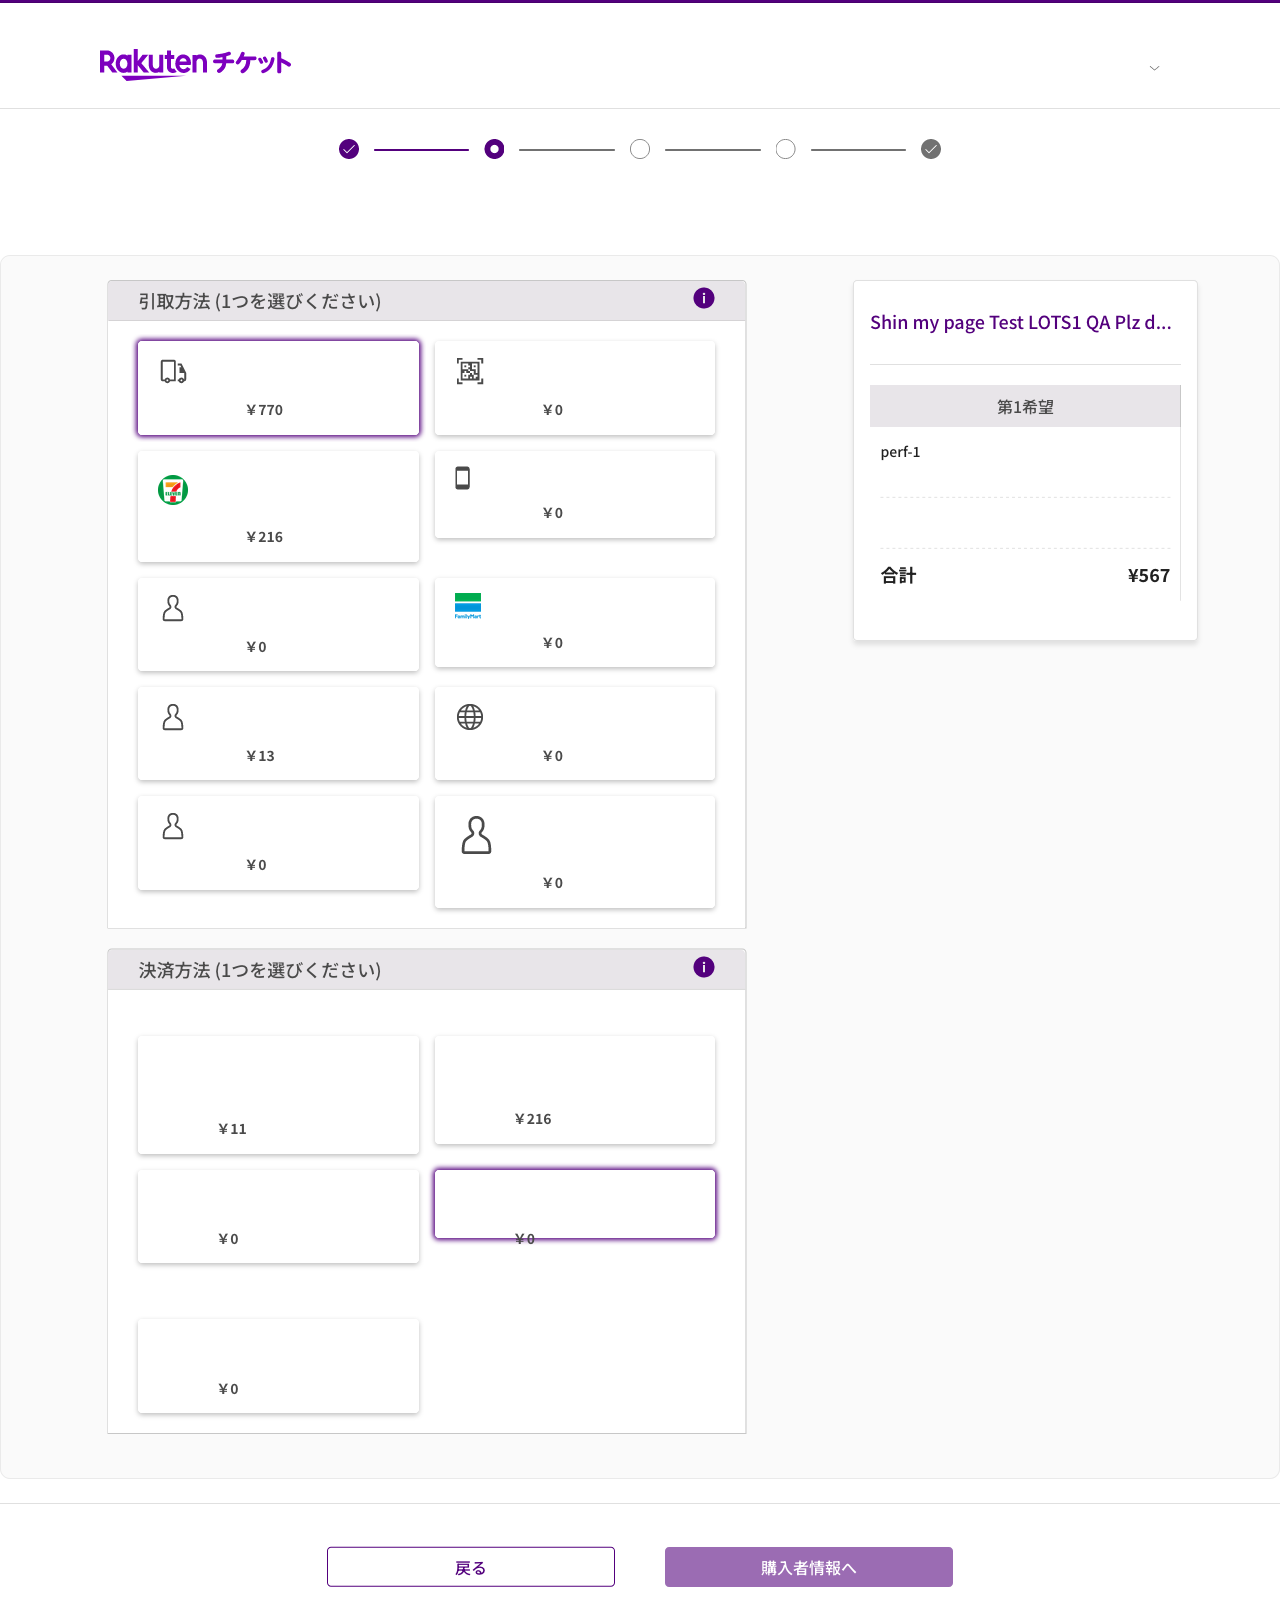 Rakuten チケット
引取方法 (1つを選びください)
￥770
￥0
￥216
￥0
￥0
FamilyMart
￥0
￥13
￥0
￥0
￥0
決済方法 (1つを選びください)
￥11
￥216
￥0
￥0
￥0
Shin my page Test LOTS1 QA Plz d...
第1希望
perf-1
合計 ¥567
戻る
購入者情報へ